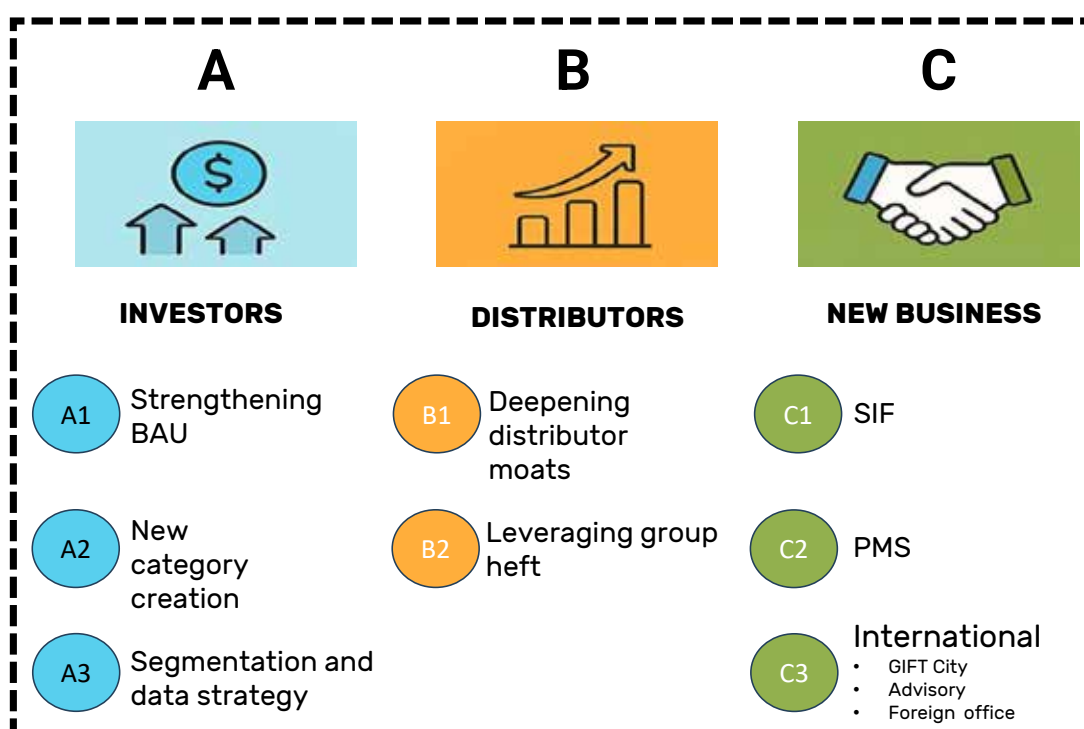 A
$
INVESTORS
A1
Strengthening
BAU
A2
New
category
creation
A3
Segmentation and
data strategy
B
DISTRIBUTORS
B1
Deepening
distributor
moats
B2
Leveraging group
heft
C
NEW BUSINESS
C1
SIF
C2
PMS
C3
International
• GIFT City
• Advisory
• Foreign office